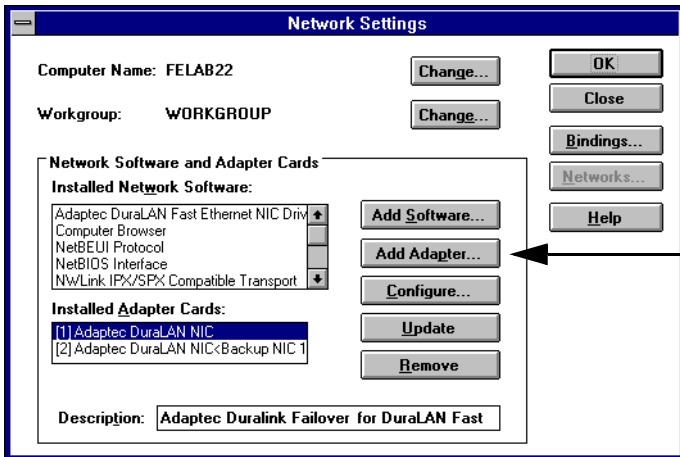 Network Settings
Computer Name: FELAB22 Change... OK
Close
Workgroup: WORKGROUP Change... Bindings...
Networks...
Help
Network Software and Adapter Cards
Installed Network Software:
Adaptec DuraLAN Fast Ethernet NIC Driv
Computer Browser
NetBEUI Protocol
NetBIOS Interface
NWLink IPX/SPX Compatible Transport
Add Software...
Add Adapter...
Configure...
Update
Remove
Installed Adapter Cards:
[1] Adaptec DuraLAN NIC
[2] Adaptec DuraLAN NIC<Backup NIC 1
Description: Adaptec Duralink Failover for DuraLAN Fast